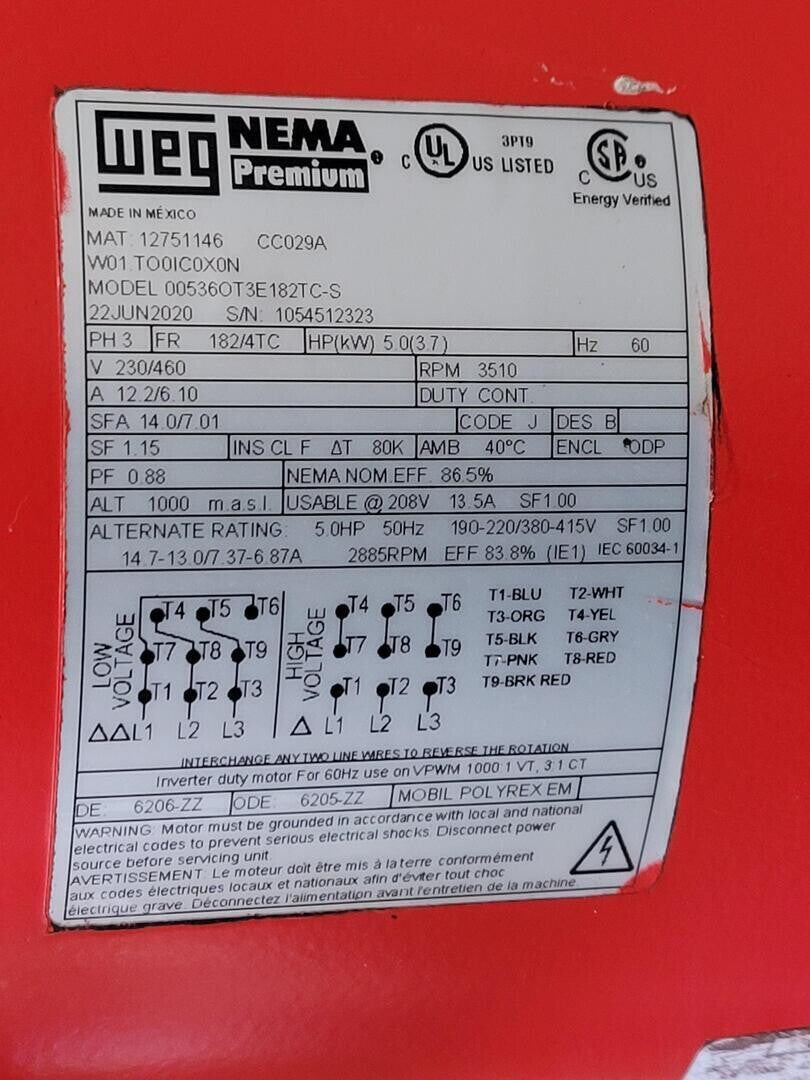 WEG NEMA Premium® C UL US LISTED 3PT9 C SA ® US
Energy Verified
MADE IN MÉXICO
MAT: 12751146 CC029A
W01.TO0IC0X0N
MODEL 00536OT3E182TC-S
22JUN2020 S/N: 1054512323
PH 3 FR 182/4TC HP(kW) 5.0(3.7) Hz 60
V 230/460 RPM 3510
A 12.2/6.10 DUTY CONT.
SFA 14.0/7.01 CODE J DES B
SF 1.15 INS CL F ΔT 80K AMB 40°C ENCL ODP
PF 0.88 NEMA NOM.EFF. 86.5%
ALT 1000 m.a.s.l. USABLE @ 208V 13.5A SF1.00
ALTERNATE RATING: 5.0HP 50Hz 190-220/380-415V SF1.00
14.7-13.0/7.37-6.87A 2885RPM EFF 83.8% (IE1) IEC 60034-1
LOW VOLTAGE
T4 T5 T6
T7 T8 T9
T1 T2 T3
ΔΔ L1 L2 L3
HIGH VOLTAGE
T4 T5 T6
T7 T8 T9
T1 T2 T3
Δ L1 L2 L3
T1-BLU T2-WHT
T3-ORG T4-YEL
T5-BLK T6-GRY
T7-PNK T8-RED
T9-BRK RED
INTERCHANGE ANY TWO LINE WIRES TO REVERSE THE ROTATION
Inverter duty motor For 60Hz use on VPWM 1000:1 VT, 3:1 CT
DE: 6206-ZZ ODE: 6205-ZZ MOBIL POLYREX EM
WARNING: Motor must be grounded in accordance with local and national
electrical codes to prevent serious electrical shocks. Disconnect power
source before servicing unit.
AVERTISSEMENT: Le moteur doit être mis à la terre conformément
aux codes électriques locaux et nationaux afin d'éviter tout choc
électrique grave. Déconnectez l'alimentation avant l'entretien de la machine.